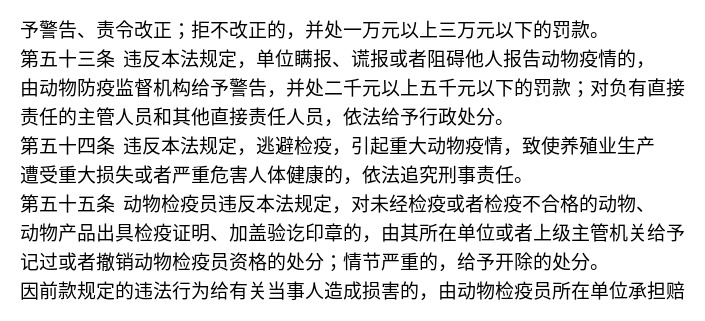 予警告、责令改正；拒不改正的，并处一万元以上三万元以下的罚款。
第五十三条 违反本法规定，单位瞒报、谎报或者阻碍他人报告动物疫情的，
由动物防疫监督机构给予警告，并处二千元以上五千元以下的罚款；对负有直接
责任的主管人员和其他直接责任人员，依法给予行政处分。
第五十四条 违反本法规定，逃避检疫，引起重大动物疫情，致使养殖业生产
遭受重大损失或者严重危害人体健康的，依法追究刑事责任。
第五十五条 动物检疫员违反本法规定，对未经检疫或者检疫不合格的动物、
动物产品出具检疫证明、加盖验讫印章的，由其所在单位或者上级主管机关给予
记过或者撤销动物检疫员资格的处分；情节严重的，给予开除的处分。
因前款规定的违法行为给有关当事人造成损害的，由动物检疫员所在单位承担赔